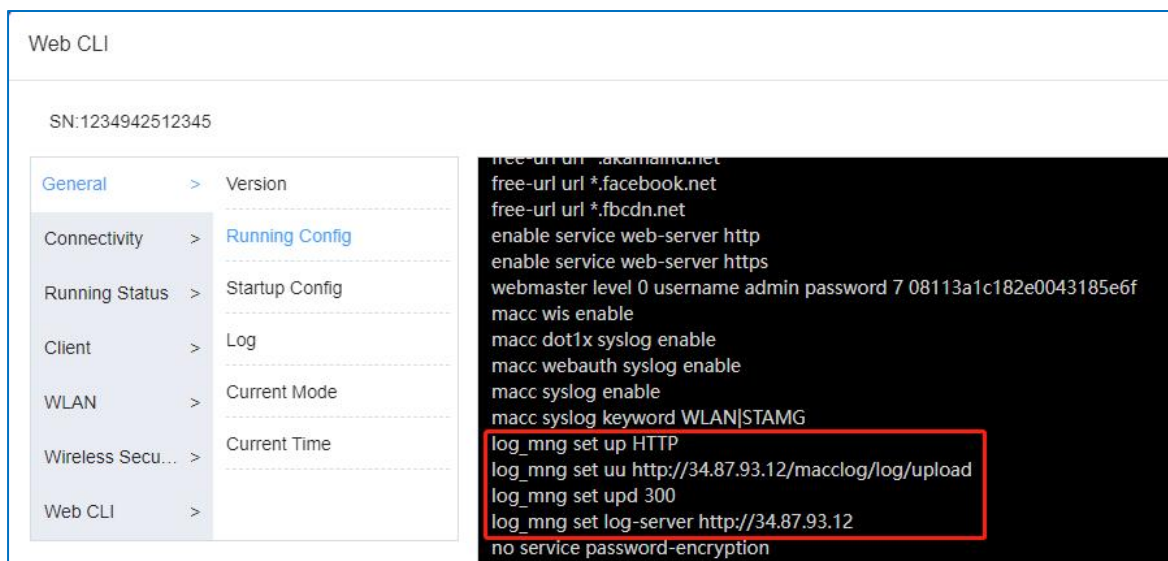 Web CLI
SN:1234942512345
General >
Connectivity >
Running Status >
Client >
WLAN >
Wireless Secu... >
Web CLI >
Version
Running Config
Startup Config
Log
Current Mode
Current Time
free-url url *.akamaihd.net
free-url url *.facebook.net
free-url url *.fbcdn.net
enable service web-server http
enable service web-server https
webmaster level 0 username admin password 7 08113a1c182e0043185e6f
macc wis enable
macc dot1x syslog enable
macc webauth syslog enable
macc syslog enable
macc syslog keyword WLAN|STAMG
log_mng set up HTTP
log_mng set uu http://34.87.93.12/macclog/log/upload
log_mng set upd 300
log_mng set log-server http://34.87.93.12
no service password-encryption